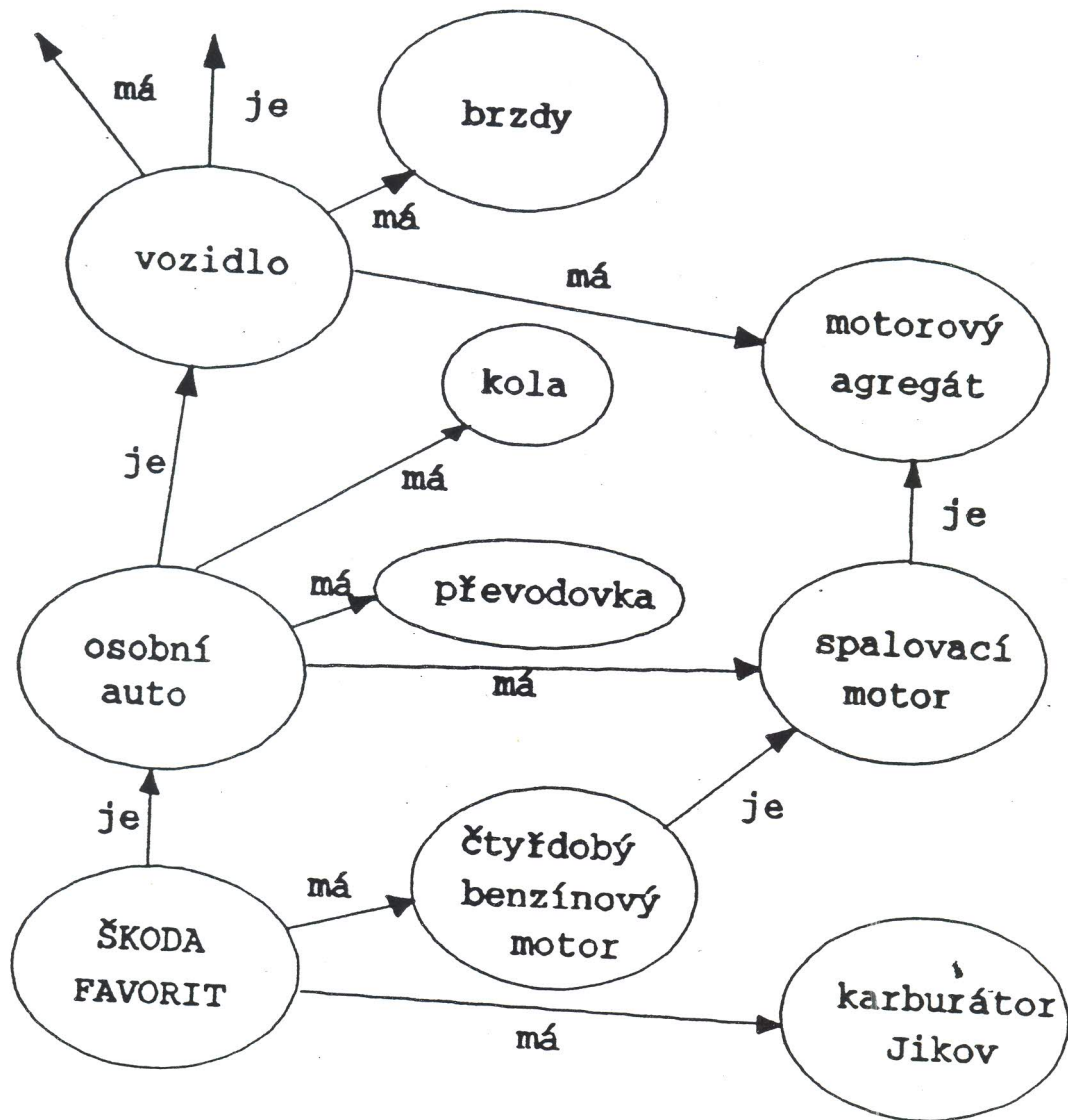 má
je
brzdy
má
vozidlo
má
motorový
agregát
kola
je
má
je
má
převodovka
osobní
auto
má
spalovací
motor
je
je
čtyřdobý
benzínový
motor
má
ŠKODA
FAVORIT
má
karburátor
Jikov